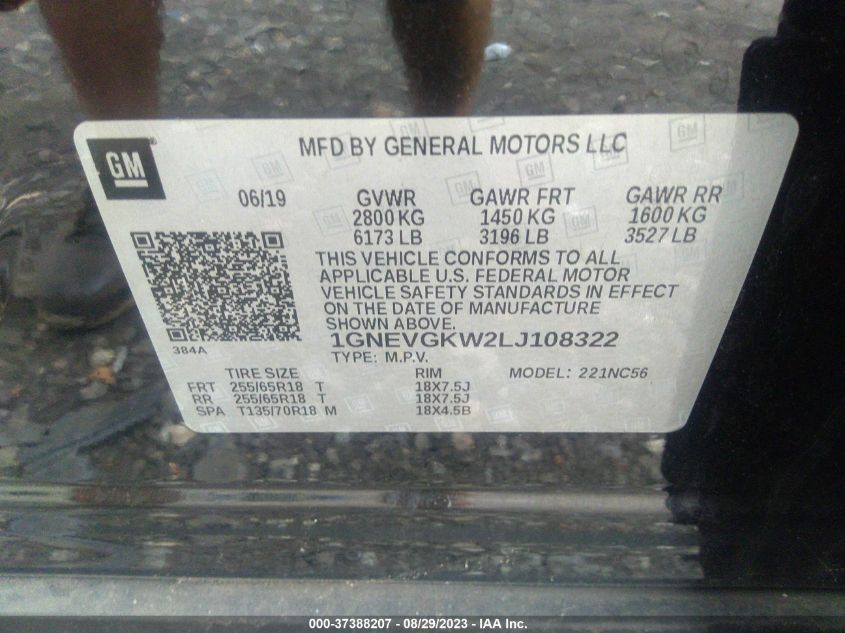 GM
MFD BY GENERAL MOTORS LLC
06/19 GVWR GAWR FRT GAWR RR
2800 KG 1450 KG 1600 KG
6173 LB 3196 LB 3527 LB
THIS VEHICLE CONFORMS TO ALL
APPLICABLE U.S. FEDERAL MOTOR
VEHICLE SAFETY STANDARDS IN EFFECT
ON THE DATE OF MANUFACTURE
SHOWN ABOVE.
384A
1GNEVGKW2LJ108322
TYPE: M.P.V.
TIRE SIZE RIM MODEL: 221NC56
FRT 255/65R18 T 18X7.5J
RR 255/65R18 T 18X7.5J
SPA T135/70R18 M 18X4.5B
000-37388207 - 08/29/2023 - IAA Inc.